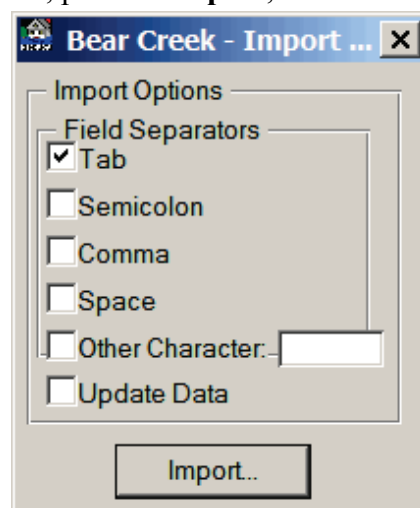 Bear Creek - Import ...
Import Options
Field Separators
Tab
Semicolon
Comma
Space
Other Character:
Update Data
Import...